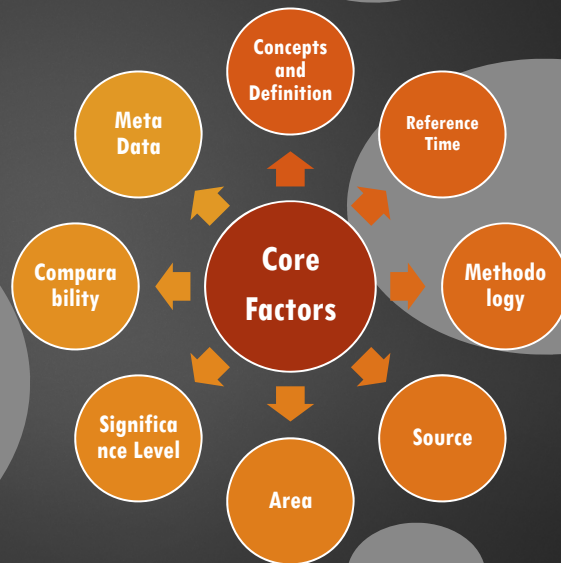 Core
Factors
Concepts
and
Definition
Reference
Time
Methodo
logy
Source
Area
Significa
nce Level
Compara
bility
Meta
Data